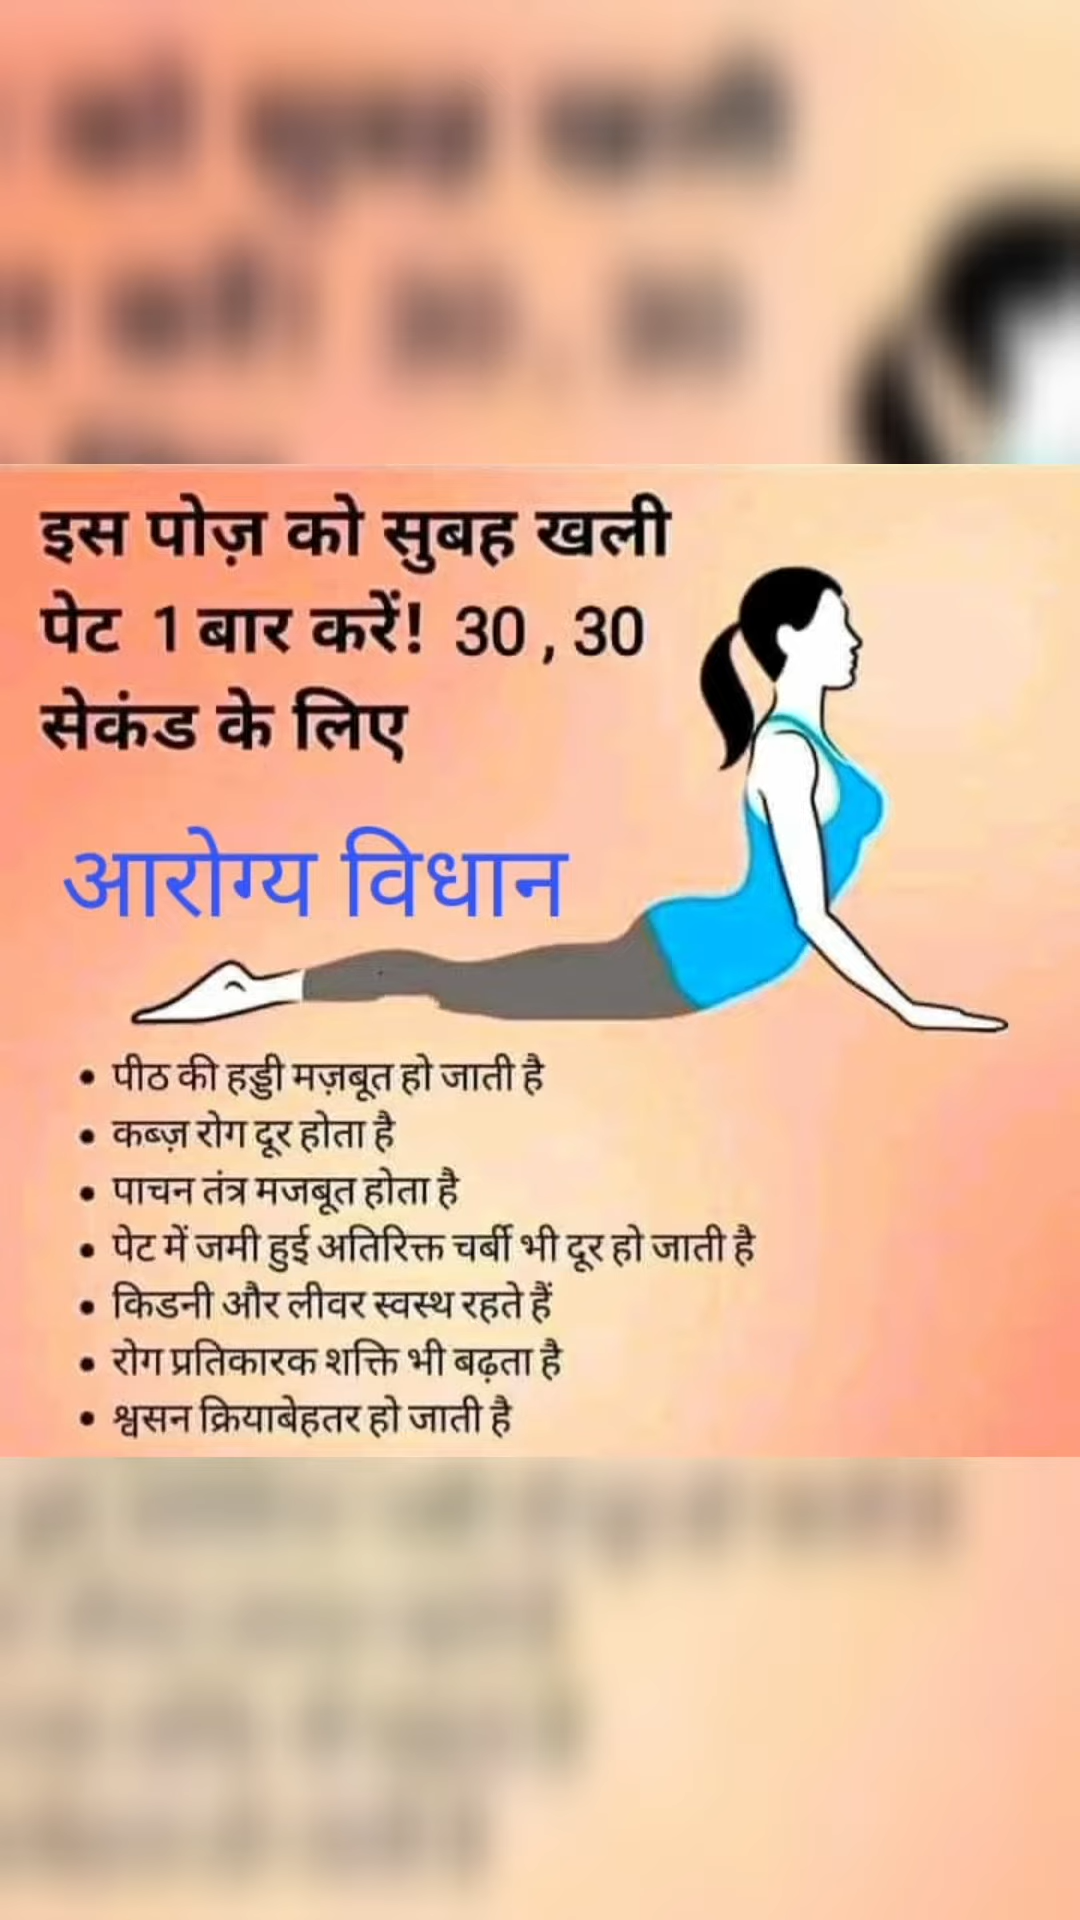 इस पोज़ को सुबह खली
पेट 1 बार करें! 30 , 30
सेकंड के लिए
आरोग्य विधान
• पीठ की हड्डी मज़बूत हो जाती है
• कब्ज़ रोग दूर होता है
• पाचन तंत्र मजबूत होता है
• पेट में जमी हुई अतिरिक्त चर्बी भी दूर हो जाती है
• किडनी और लीवर स्वस्थ रहते हैं
• रोग प्रतिकारक शक्ति भी बढ़ता है
• श्वसन क्रियाबेहतर हो जाती है